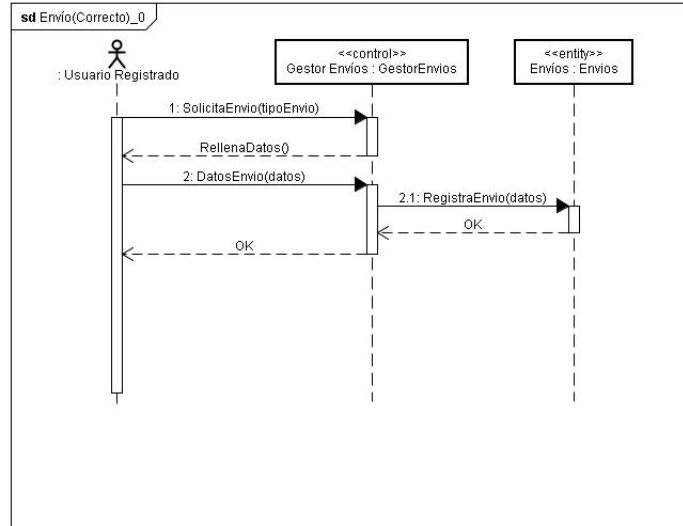 sd Envío(Correcto)_0
: Usuario Registrado
<<control>>
Gestor Envíos : GestorEnvios
<<entity>>
Envíos : Envios
1: SolicitaEnvio(tipoEnvio)
RellenaDatos()
2: DatosEnvio(datos)
2.1: RegistraEnvio(datos)
OK
OK